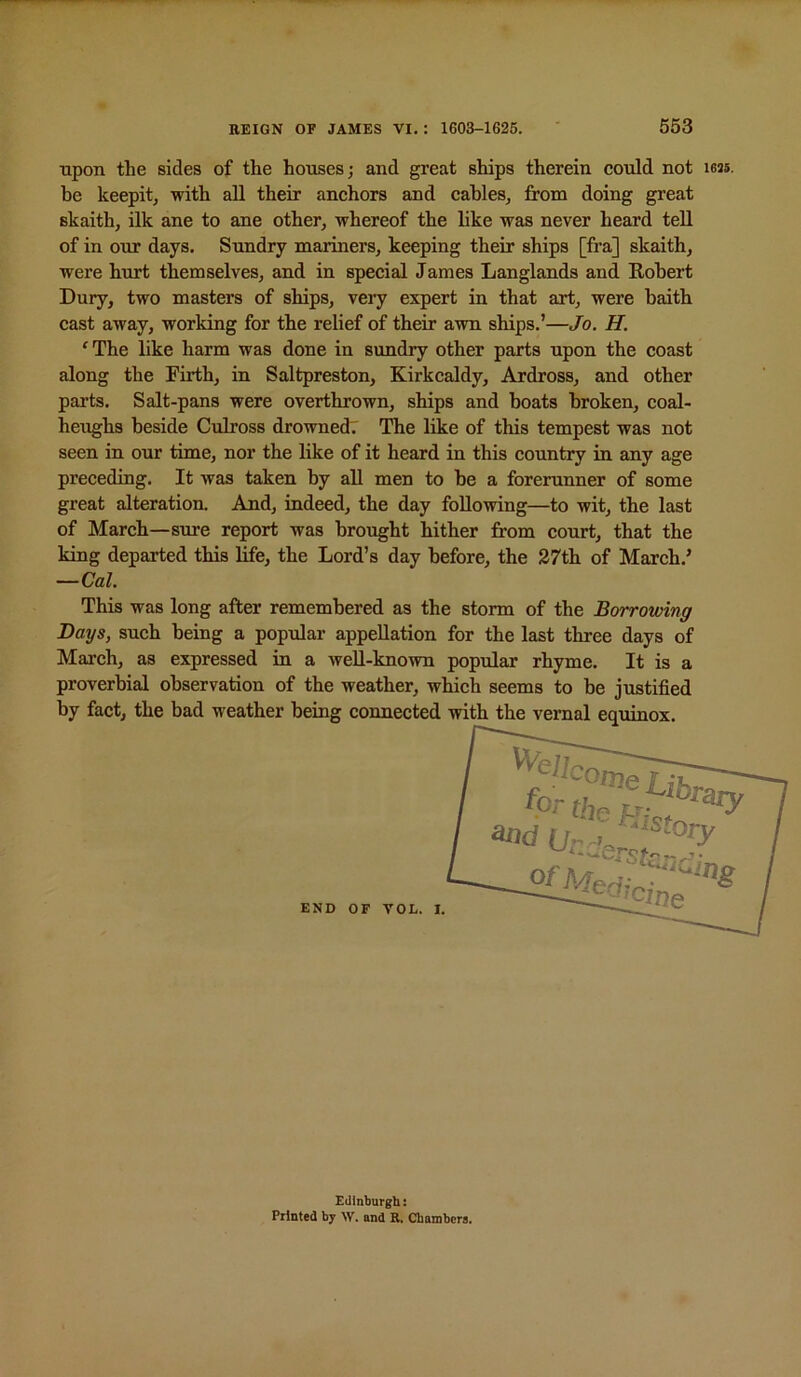 REIGN OF JAMES VI.: 1603-1625. 553
upon the sides of the houses; and great ships therein could not 1625.
be keepit, with all their anchors and cables, from doing great
skaith, ilk ane to ane other, whereof the like was never heard tell
of in our days. Sundry mariners, keeping their ships [fra] skaith,
were hurt themselves, and in special James Langlands and Robert
Dury, two masters of ships, very expert in that art, were baith
cast away, working for the relief of their awn ships.’—Jo. H.
‘The like harm was done in sundry other parts upon the coast
along the Firth, in Saltpreston, Kirkcaldy, Ardross, and other
parts. Salt-pans were overthrown, ships and boats broken, coal-
heughs beside Culross drowned. The like of this tempest was not
seen in our time, nor the like of it heard in this country in any age
preceding. It was taken by all men to be a forerunner of some
great alteration. And, indeed, the day following—to wit, the last
of March—sure report was brought hither from court, that the
king departed this life, the Lord’s day before, the 27th of March.’
—Cal.
This was long after remembered as the storm of the Borrowing
Days, such being a popular appellation for the last three days of
March, as expressed in a well-known popular rhyme. It is a
proverbial observation of the weather, which seems to be justified
by fact, the bad weather being connected with the vernal equinox.
Wellcome Library
for the History
and Understanding
of Medicine
END OF VOL. I.
Edinburgh:
Printed by W. and R. Chambers.